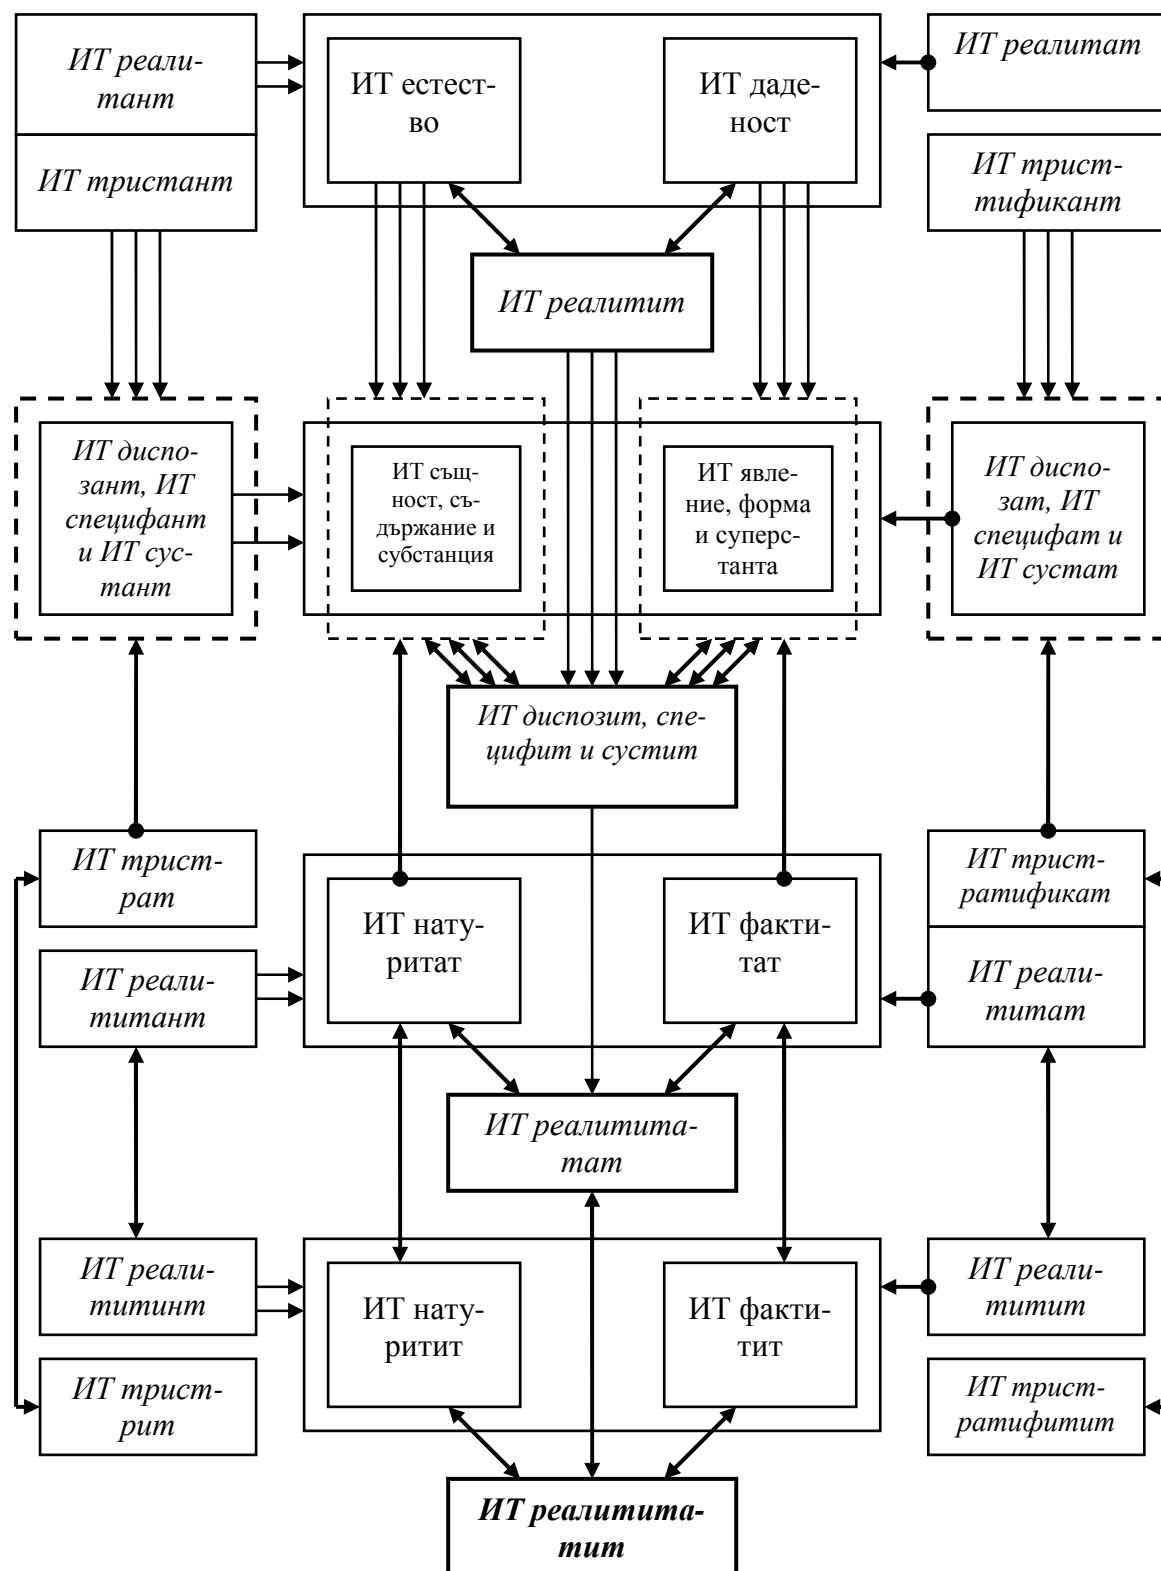 ИТ реали-
тант
ИТ естест-
во
ИТ даде-
ност
ИТ реалитат
ИТ тристант
ИТ трист-
тификант
ИТ реалитит
ИТ диспо-
зант, ИТ
специфант
и ИТ сус-
тант
ИТ същ-
ност, съ-
държание и
субстанция
ИТ явле-
ние, форма
и суперс-
танта
ИТ диспо-
зат, ИТ
специфат и
ИТ сустат
ИТ диспозит, спе-
цифит и сустит
ИТ трист-
рат
ИТ нату-
ритат
ИТ факти-
тат
ИТ трист-
ратификат
ИТ реали-
титант
ИТ реали-
титат
ИТ реалитита-
тат
ИТ реали-
титинт
ИТ нату-
ритит
ИТ факти-
тит
ИТ реали-
титит
ИТ трист-
рит
ИТ трист-
ратифитит
ИТ реалитита-
тит